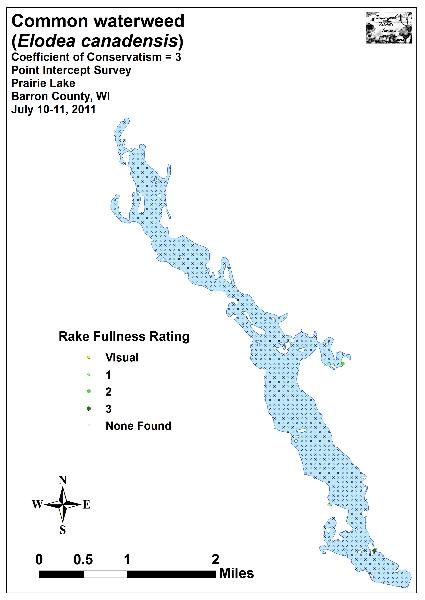 Common waterweed
(Elodea canadensis)
Coefficient of Conservatism = 3
Point Intercept Survey
Prairie Lake
Barron County, WI
July 10-11, 2011
Rake Fullness Rating
Visual
1
2
3
None Found
N
W E
S
0 0.5 1 2
Miles